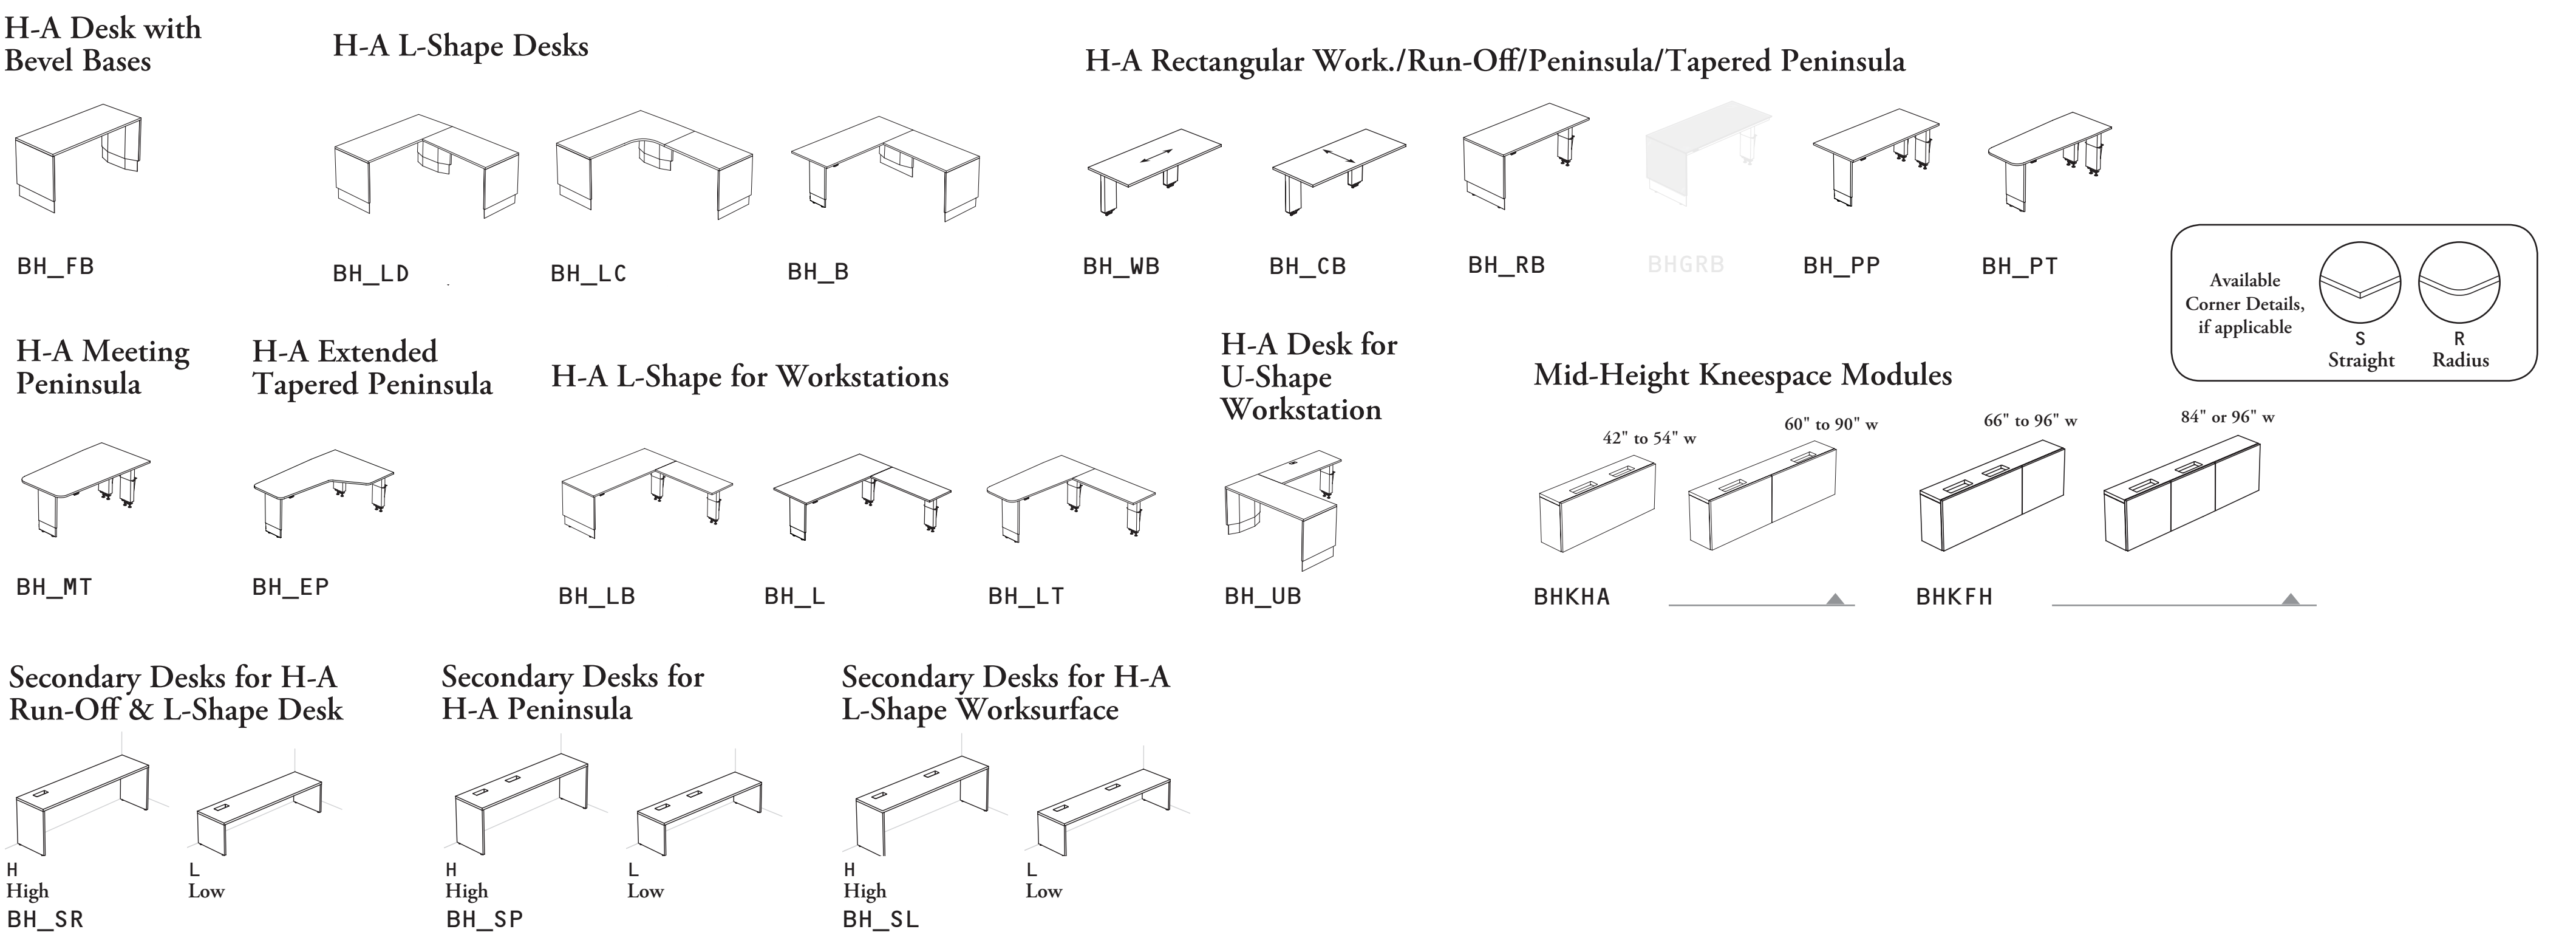 H-A Desk with
Bevel Bases
H-A L-Shape Desks
H-A Rectangular Work./Run-Off/Peninsula/Tapered Peninsula
BH_FB
BH_LD
BH_LC
BH_B
BH_WB
BH_CB
BH_RB
BHGRB
BH_PP
BH_PT
Available
Corner Details,
if applicable
S
Straight
R
Radius
H-A Meeting
Peninsula
H-A Extended
Tapered Peninsula
H-A L-Shape for Workstations
H-A Desk for
U-Shape
Workstation
Mid-Height Kneespace Modules
42" to 54" w
60" to 90" w
66" to 96" w
84" or 96" w
BH_MT
BH_EP
BH_LB
BH_L
BH_LT
BH_UB
BHKHA
BHKFH
Secondary Desks for H-A
Run-Off & L-Shape Desk
H
High
L
Low
BH_SR
Secondary Desks for
H-A Peninsula
H
High
L
Low
BH_SP
Secondary Desks for H-A
L-Shape Worksurface
H
High
L
Low
BH_SL